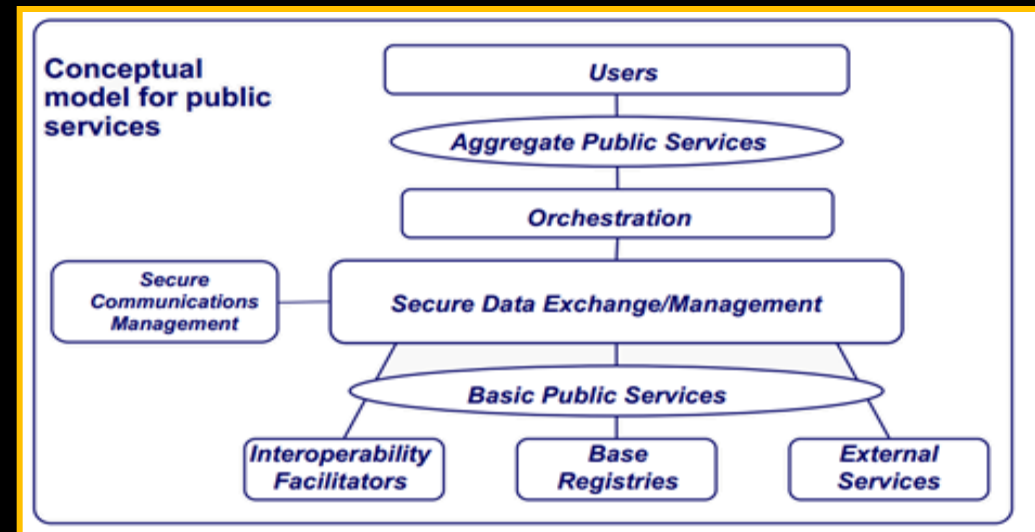 Conceptual
model for public
services
Users
Aggregate Public Services
Orchestration
Secure
Communications
Management
Secure Data Exchange/Management
Basic Public Services
Interoperability
Facilitators
Base
Registries
External
Services